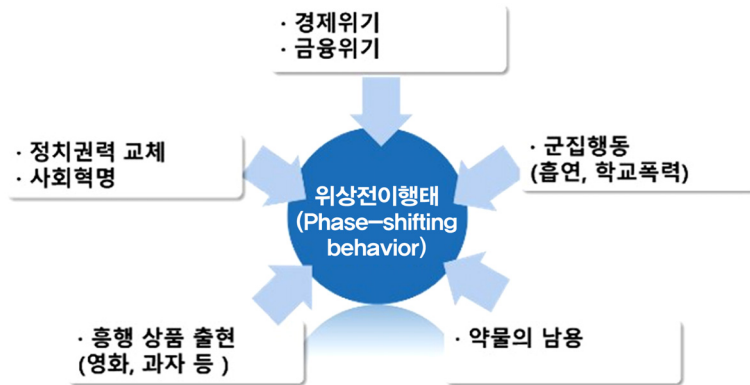 · 경제위기
· 금융위기
· 정치권력 교체
· 사회혁명
· 군집행동
(흡연, 학교폭력)
위상전이행태
(Phase-shifting
behavior)
· 흥행 상품 출현
(영화, 과자 등 )
· 약물의 남용